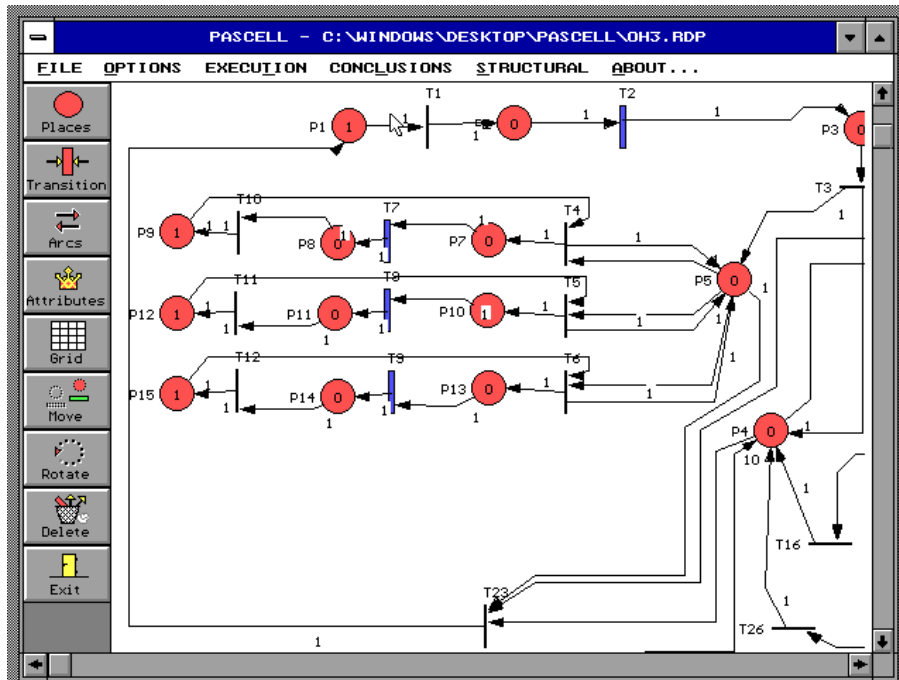 PASCELL - C:\WINDOWS\DESKTOP\PASCELL\OH3.RDP
FILE OPTIONS EXECUTION CONCLUSIONS STRUCTURAL ABOUT...
Places
Transition
Arcs
Attributes
Grid
Move
Rotate
Delete
Exit
T1 T2
P1 1 1 1 0 1 1 P3 0
T3 1
T10 T7 T4
P9 1 1 1 P8 0 1 1 P7 0 1 1 1
P5 0 1
T11 T8 T5
P12 1 1 1 P11 0 1 1 P10 1 1 1 1 1
T12 T9 T6
P15 1 1 1 P14 0 1 1 P13 0 1 1 1 1
P4 0 1
10
1
T16
T23
1
T26
1